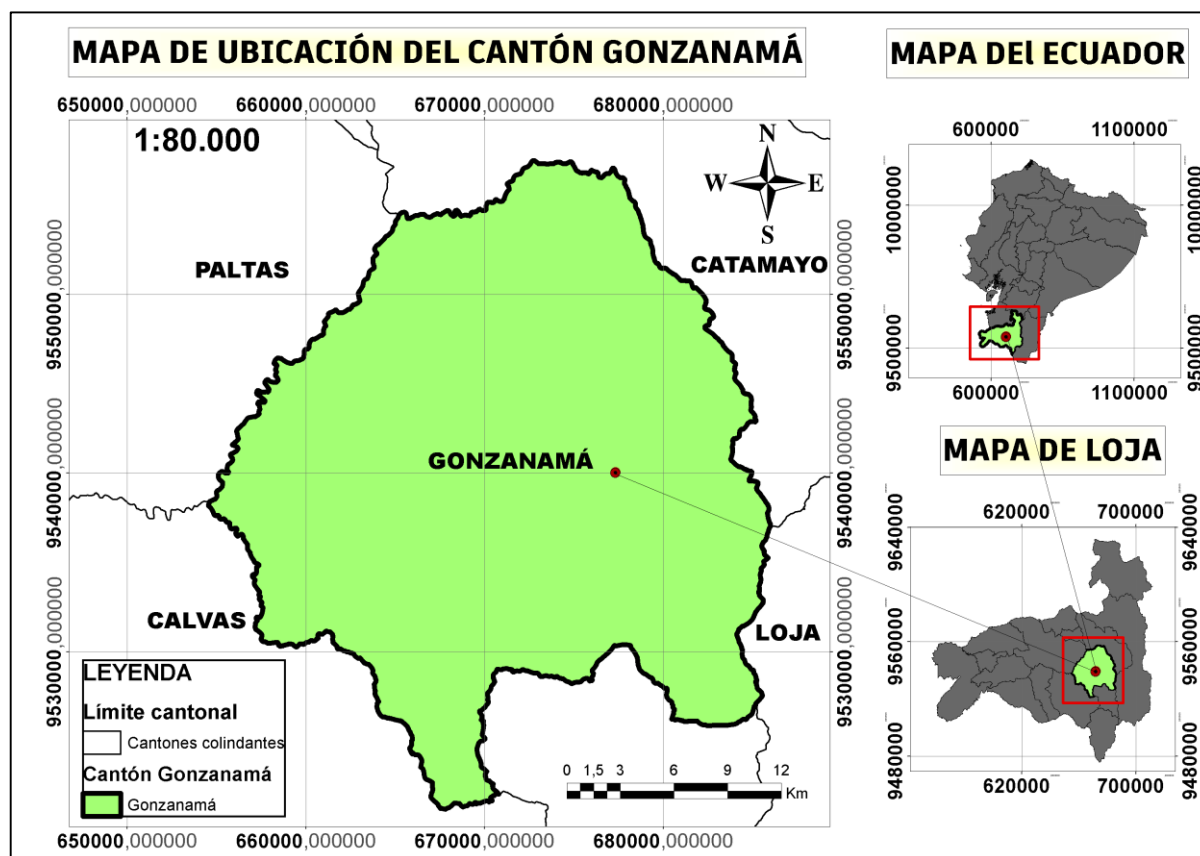 MAPA DE UBICACIÓN DEL CANTÓN GONZANAMÁ
650000,000000 660000,000000 670000,000000 680000,000000
1:80.000
N
W E
S
PALTAS
CATAMAYO
9550000,000000 9550000,000000
GONZANAMÁ
9540000,000000 9540000,000000
CALVAS
LOJA
9530000,000000 9530000,000000
LEYENDA
Límite cantonal
Cantones colindantes
Cantón Gonzanamá
Gonzanamá
0 1,5 3 6 9 12
Km
650000,000000 660000,000000 670000,000000 680000,000000
MAPA DEl ECUADOR
600000 1100000
10000000 10000000
9500000 9500000
600000 1100000
MAPA DE LOJA
620000 700000
9640000 9640000
9560000 9560000
9480000 9480000
620000 700000